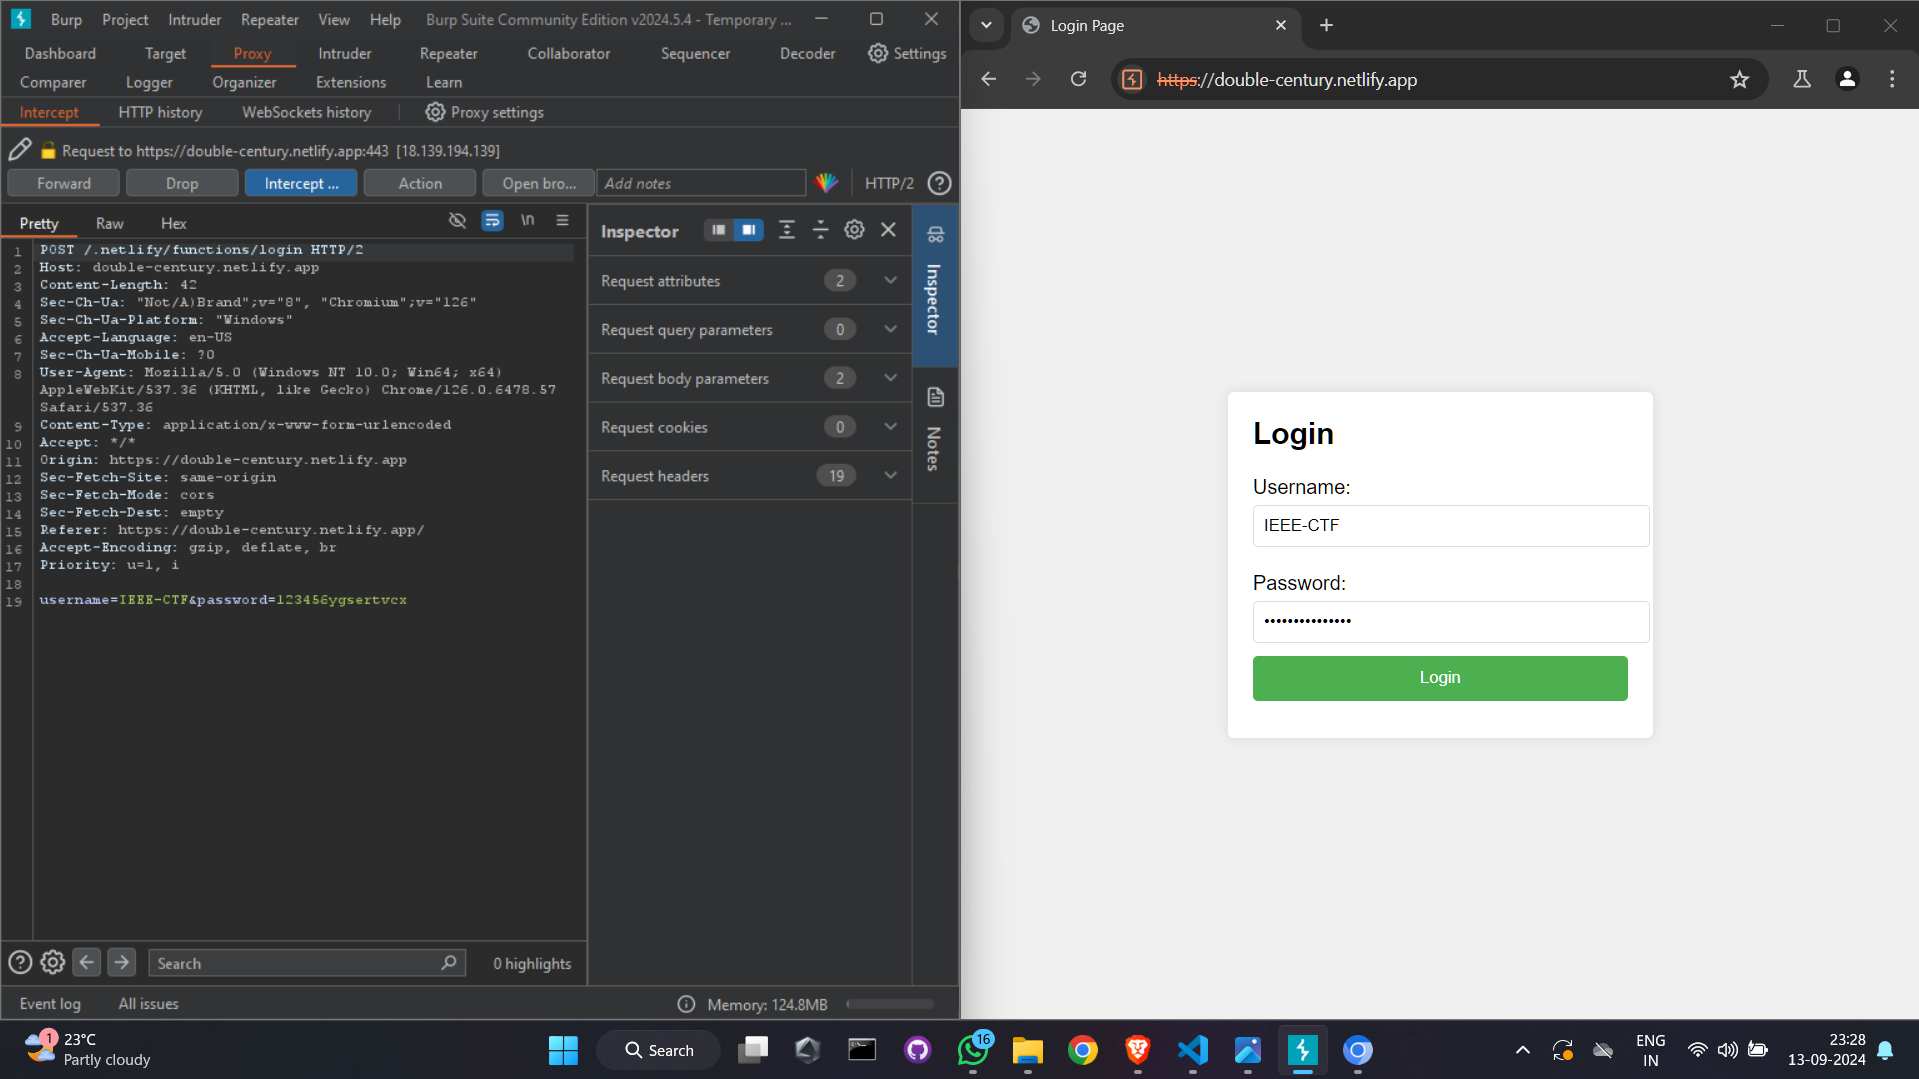 Burp Project Intruder Repeater View Help Burp Suite Community Edition v2024.5.4 - Temporary ...
Dashboard Target Proxy Intruder Repeater Collaborator Sequencer Decoder Settings
Comparer Logger Organizer Extensions Learn
Intercept HTTP history WebSockets history Proxy settings
Request to https://double-century.netlify.app:443 [18.139.194.139]
Forward Drop Intercept ... Action Open bro... Add notes HTTP/2
Pretty Raw Hex \n
1 POST /.netlify/functions/login HTTP/2
2 Host: double-century.netlify.app
3 Content-Length: 42
4 Sec-Ch-Ua: "Not/A)Brand";v="8", "Chromium";v="126"
5 Sec-Ch-Ua-Platform: "Windows"
6 Accept-Language: en-US
7 Sec-Ch-Ua-Mobile: ?0
8 User-Agent: Mozilla/5.0 (Windows NT 10.0; Win64; x64)
AppleWebKit/537.36 (KHTML, like Gecko) Chrome/126.0.6478.57
Safari/537.36
9 Content-Type: application/x-www-form-urlencoded
10 Accept: */*
11 Origin: https://double-century.netlify.app
12 Sec-Fetch-Site: same-origin
13 Sec-Fetch-Mode: cors
14 Sec-Fetch-Dest: empty
15 Referer: https://double-century.netlify.app/
16 Accept-Encoding: gzip, deflate, br
17 Priority: u=1, i
18
19 username=IEEE-CTF&password=123456ygsertvcx
Inspector
Request attributes 2
Request query parameters 0
Request body parameters 2
Request cookies 0
Request headers 19
Inspector
Notes
Search 0 highlights
Event log All issues Memory: 124.8MB
Login Page
https://double-century.netlify.app
Login
Username:
IEEE-CTF
Password:
•••••••••••••••
Login
1
23°C
Partly cloudy
Search
16
ENG
IN
23:28
13-09-2024